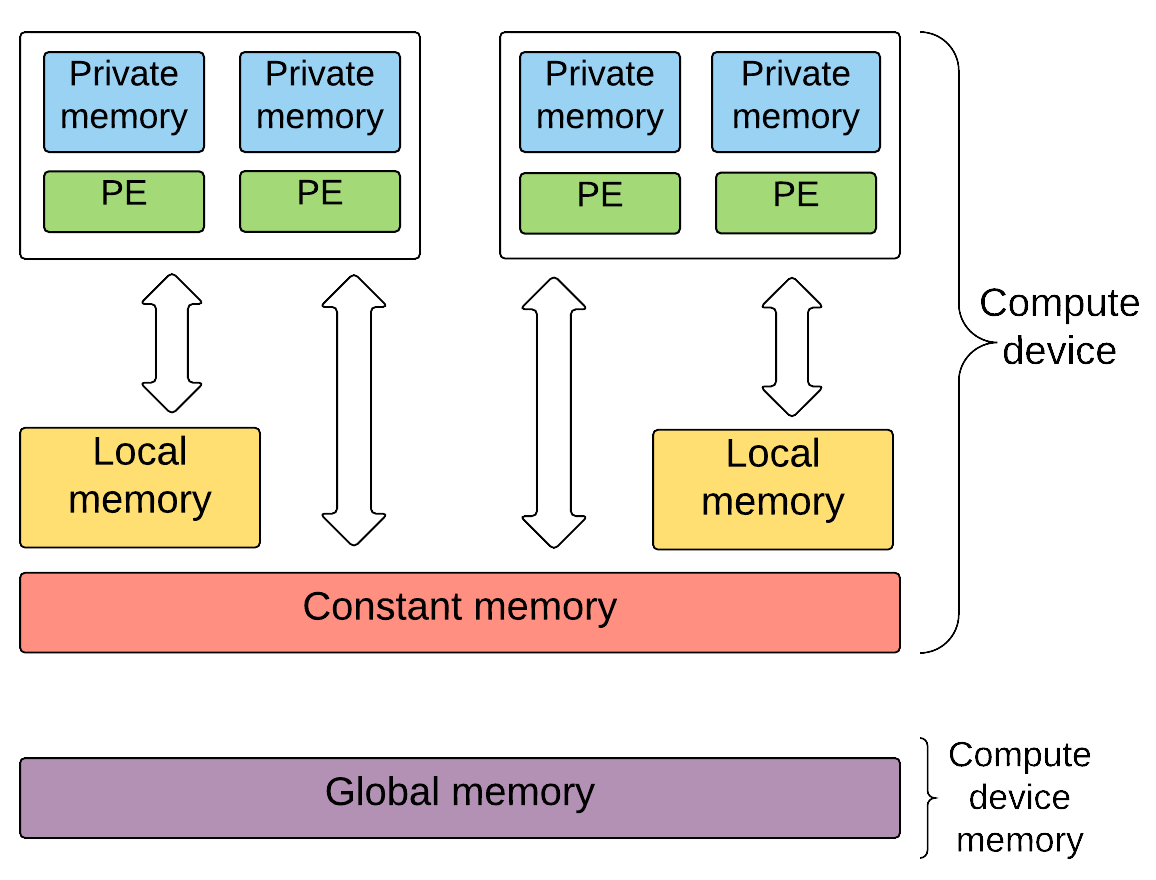 Private
memory
Private
memory
Private
memory
Private
memory
PE
PE
PE
PE
Compute
device
Local
memory
Local
memory
Constant memory
Global memory
Compute
device
memory